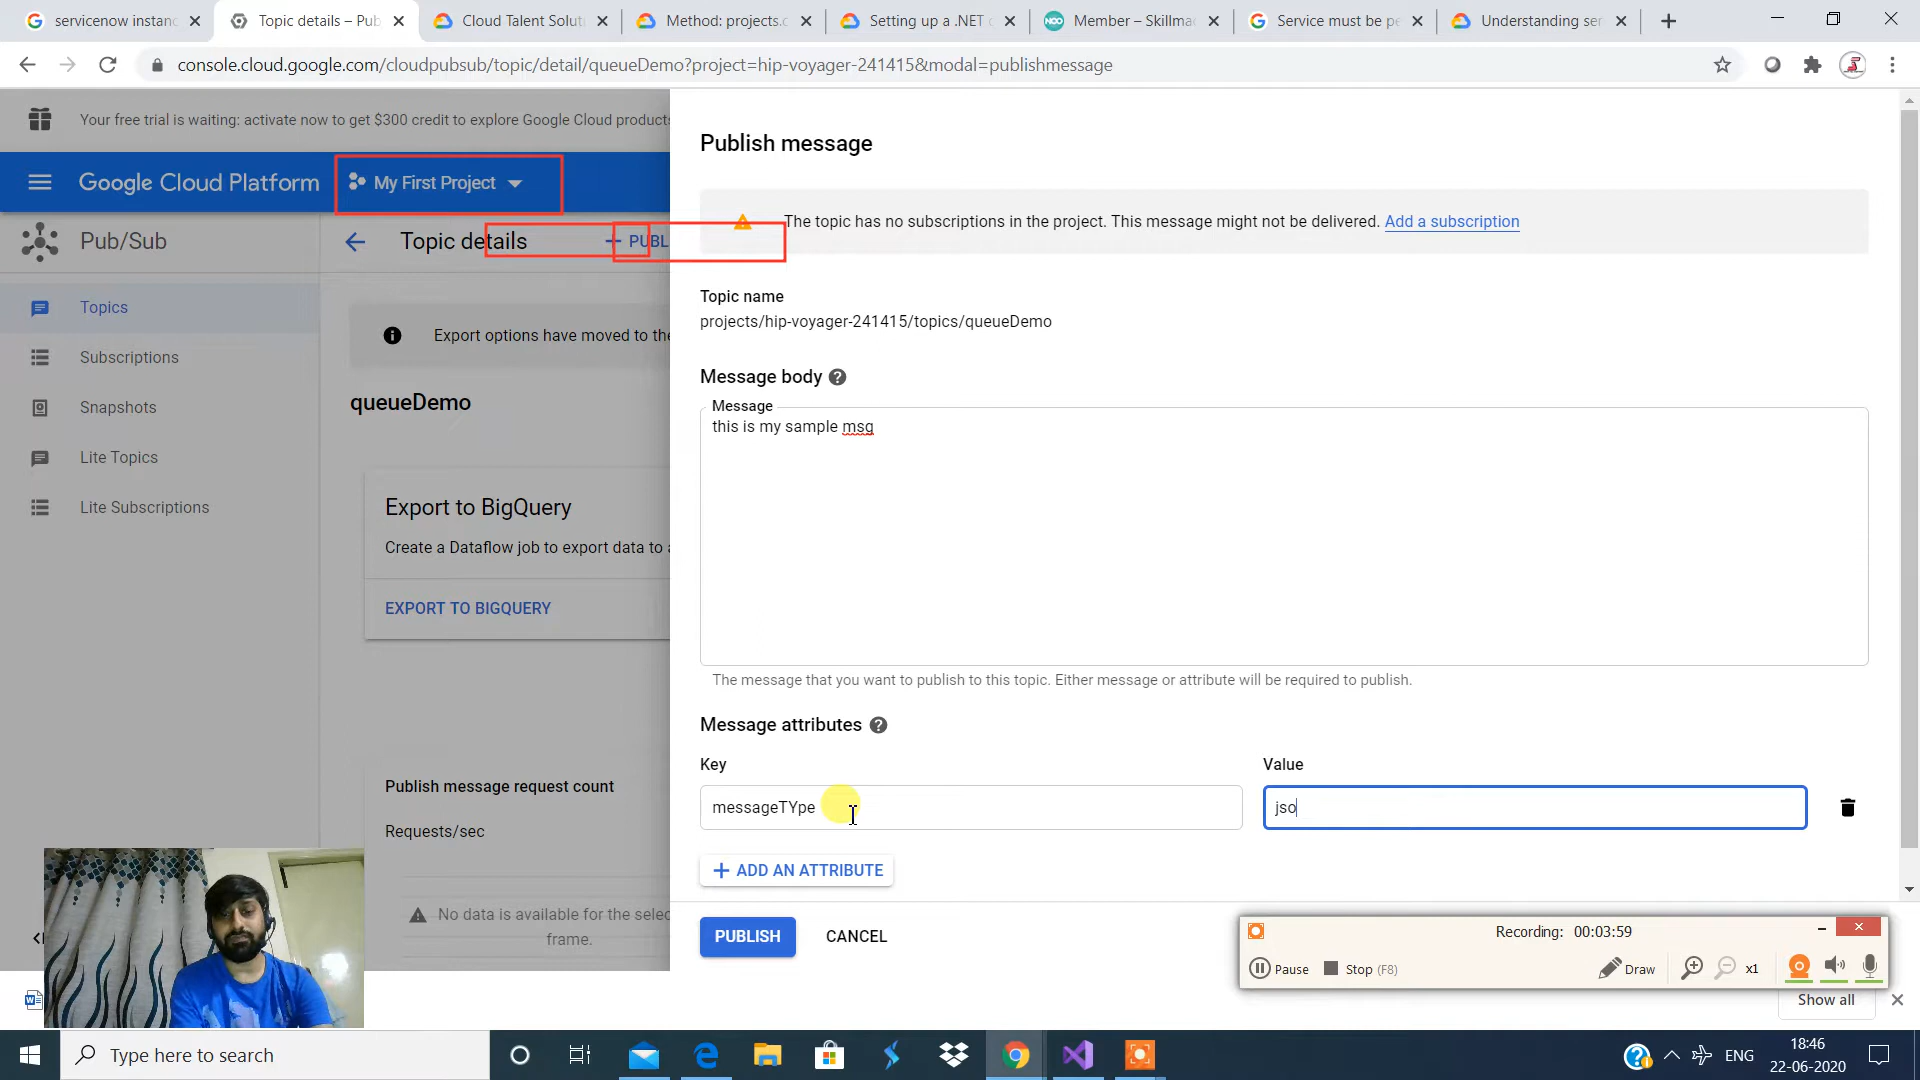 servicenow instanc
Topic details – Pub
Cloud Talent Soluti
Method: projects.c
Setting up a .NET d
NOO
Member – Skillmaa
Service must be pe
Understanding ser
console.cloud.google.com/cloudpubsub/topic/detail/queueDemo?project=hip-voyager-241415&modal=publishmessage
Your free trial is waiting: activate now to get $300 credit to explore Google Cloud products
Google Cloud Platform
My First Project
Pub/Sub
Topic details
+ PUBL
Topics
Subscriptions
Snapshots
Lite Topics
Lite Subscriptions
Export options have moved to the
queueDemo
Export to BigQuery
Create a Dataflow job to export data to a
EXPORT TO BIGQUERY
Publish message request count
Requests/sec
No data is available for the selec
frame.
Publish message
The topic has no subscriptions in the project. This message might not be delivered. Add a subscription
Topic name
projects/hip-voyager-241415/topics/queueDemo
Message body
Message
this is my sample msg
The message that you want to publish to this topic. Either message or attribute will be required to publish.
Message attributes
Key
Value
messageTYpe
jso
+ ADD AN ATTRIBUTE
PUBLISH
CANCEL
Recording: 00:03:59
Pause
Stop (F8)
Draw
x1
Show all
Type here to search
ENG
18:46
22-06-2020